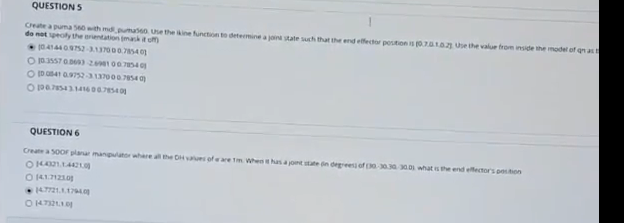 QUESTION 5
Create a puma 560 with mdl_puma560. Use the ikine function to determine a joint state such that the end effector position is [0.7,0.1,0.2]. Use the value from inside the model of qn as
do not specify the orientation (mask it off)
[0.4144 0.9752 -3.1370 0 0.7854 0]
[0.3557 0.8693 -2.6981 0 0.7854 0]
[0.0041 0.9752 -3.1370 0 0.7854 0]
[0 0.7854 3.1416 0 0.7854 0]
QUESTION 6
Create a 5DOF planar manipulator where all the DH values of a are 1m. When it has a joint state (in degrees) of [30,-30,30,-30,0], what is the end effector's position
[4.4321,1.4421,0]
[4.1.7123,0]
[4.7721,1.1794,0]
[4.7321,1,0]